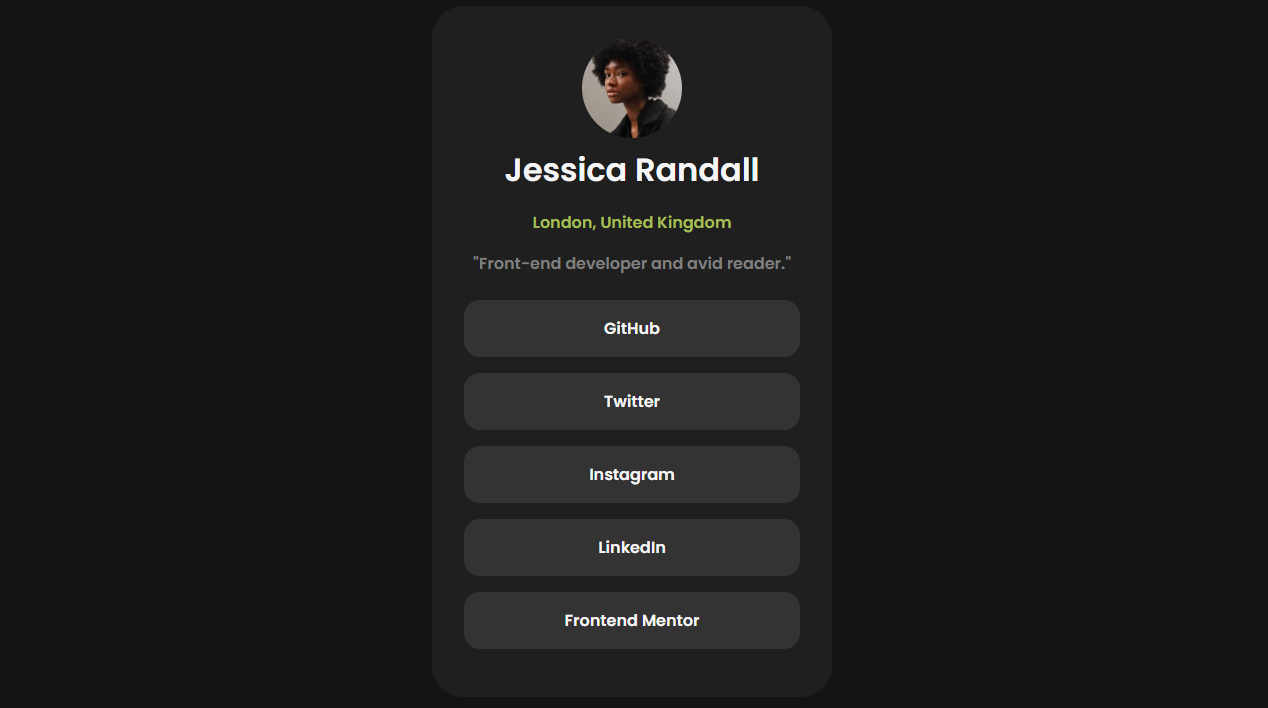 Jessica Randall
London, United Kingdom
"Front-end developer and avid reader."
GitHub
Twitter
Instagram
LinkedIn
Frontend Mentor